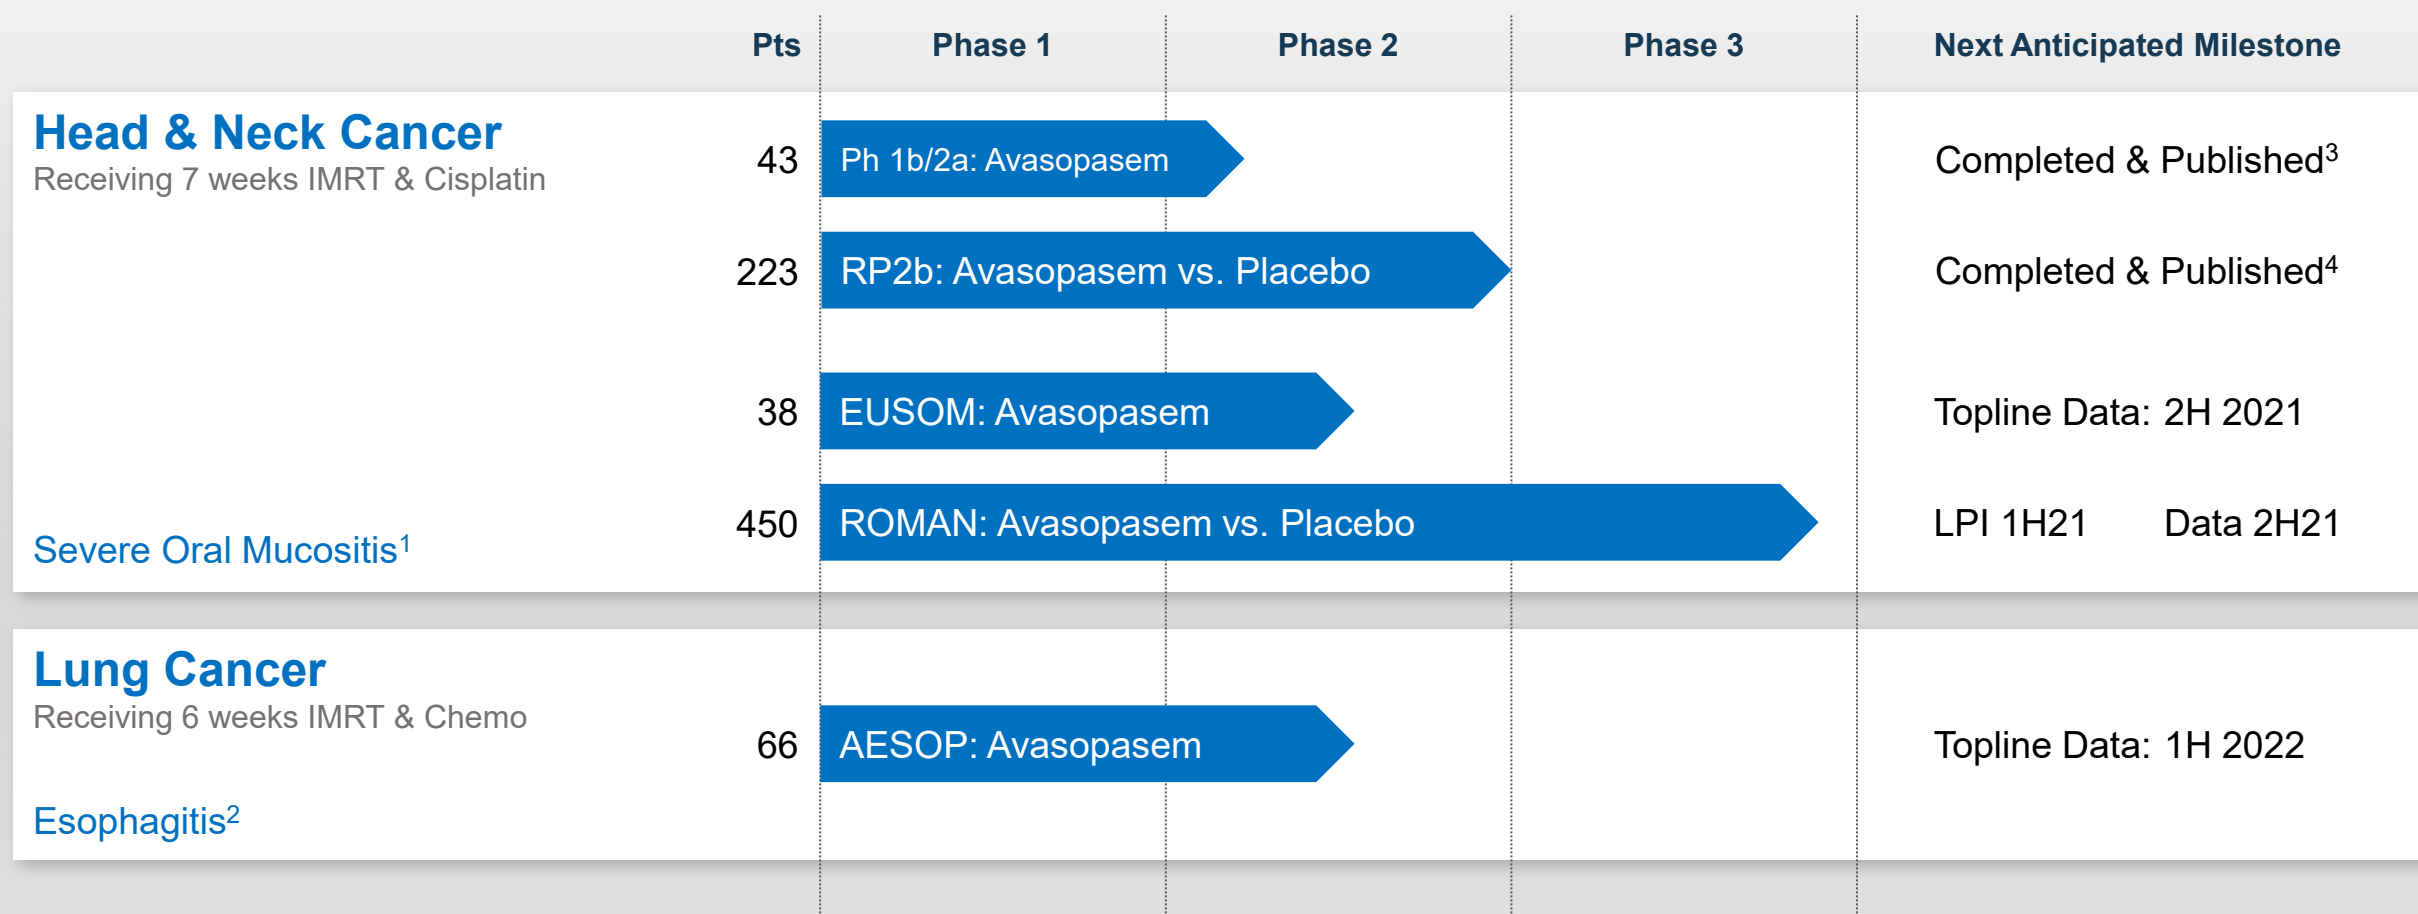 Pts Phase 1 Phase 2 Phase 3 Next Anticipated Milestone
Head & Neck Cancer
Receiving 7 weeks IMRT & Cisplatin
43 Ph 1b/2a: Avasopasem Completed & Published³
223 RP2b: Avasopasem vs. Placebo Completed & Published⁴
38 EUSOM: Avasopasem Topline Data: 2H 2021
450 ROMAN: Avasopasem vs. Placebo LPI 1H21 Data 2H21
Severe Oral Mucositis¹
Lung Cancer
Receiving 6 weeks IMRT & Chemo
66 AESOP: Avasopasem Topline Data: 1H 2022
Esophagitis²